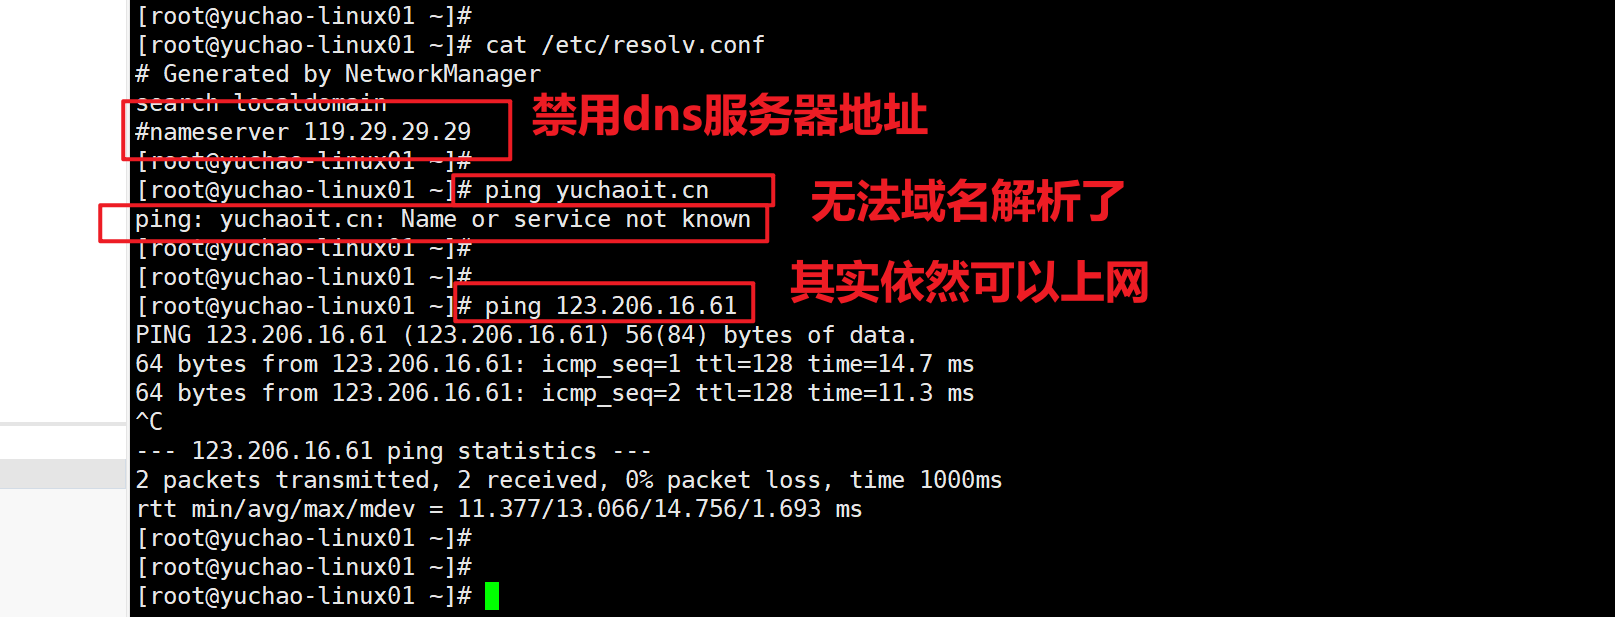 [root@yuchao-linux01 ~]#
[root@yuchao-linux01 ~]# cat /etc/resolv.conf
# Generated by NetworkManager
search localdomain
禁用dns服务器地址
#nameserver 119.29.29.29
[root@yuchao-linux01 ~]#
[root@yuchao-linux01 ~]# ping yuchaoit.cn
无法域名解析了
ping: yuchaoit.cn: Name or service not known
[root@yuchao-linux01 ~]#
[root@yuchao-linux01 ~]#
其实依然可以上网
[root@yuchao-linux01 ~]# ping 123.206.16.61
PING 123.206.16.61 (123.206.16.61) 56(84) bytes of data.
64 bytes from 123.206.16.61: icmp_seq=1 ttl=128 time=14.7 ms
64 bytes from 123.206.16.61: icmp_seq=2 ttl=128 time=11.3 ms
^C
--- 123.206.16.61 ping statistics ---
2 packets transmitted, 2 received, 0% packet loss, time 1000ms
rtt min/avg/max/mdev = 11.377/13.066/14.756/1.693 ms
[root@yuchao-linux01 ~]#
[root@yuchao-linux01 ~]#
[root@yuchao-linux01 ~]#